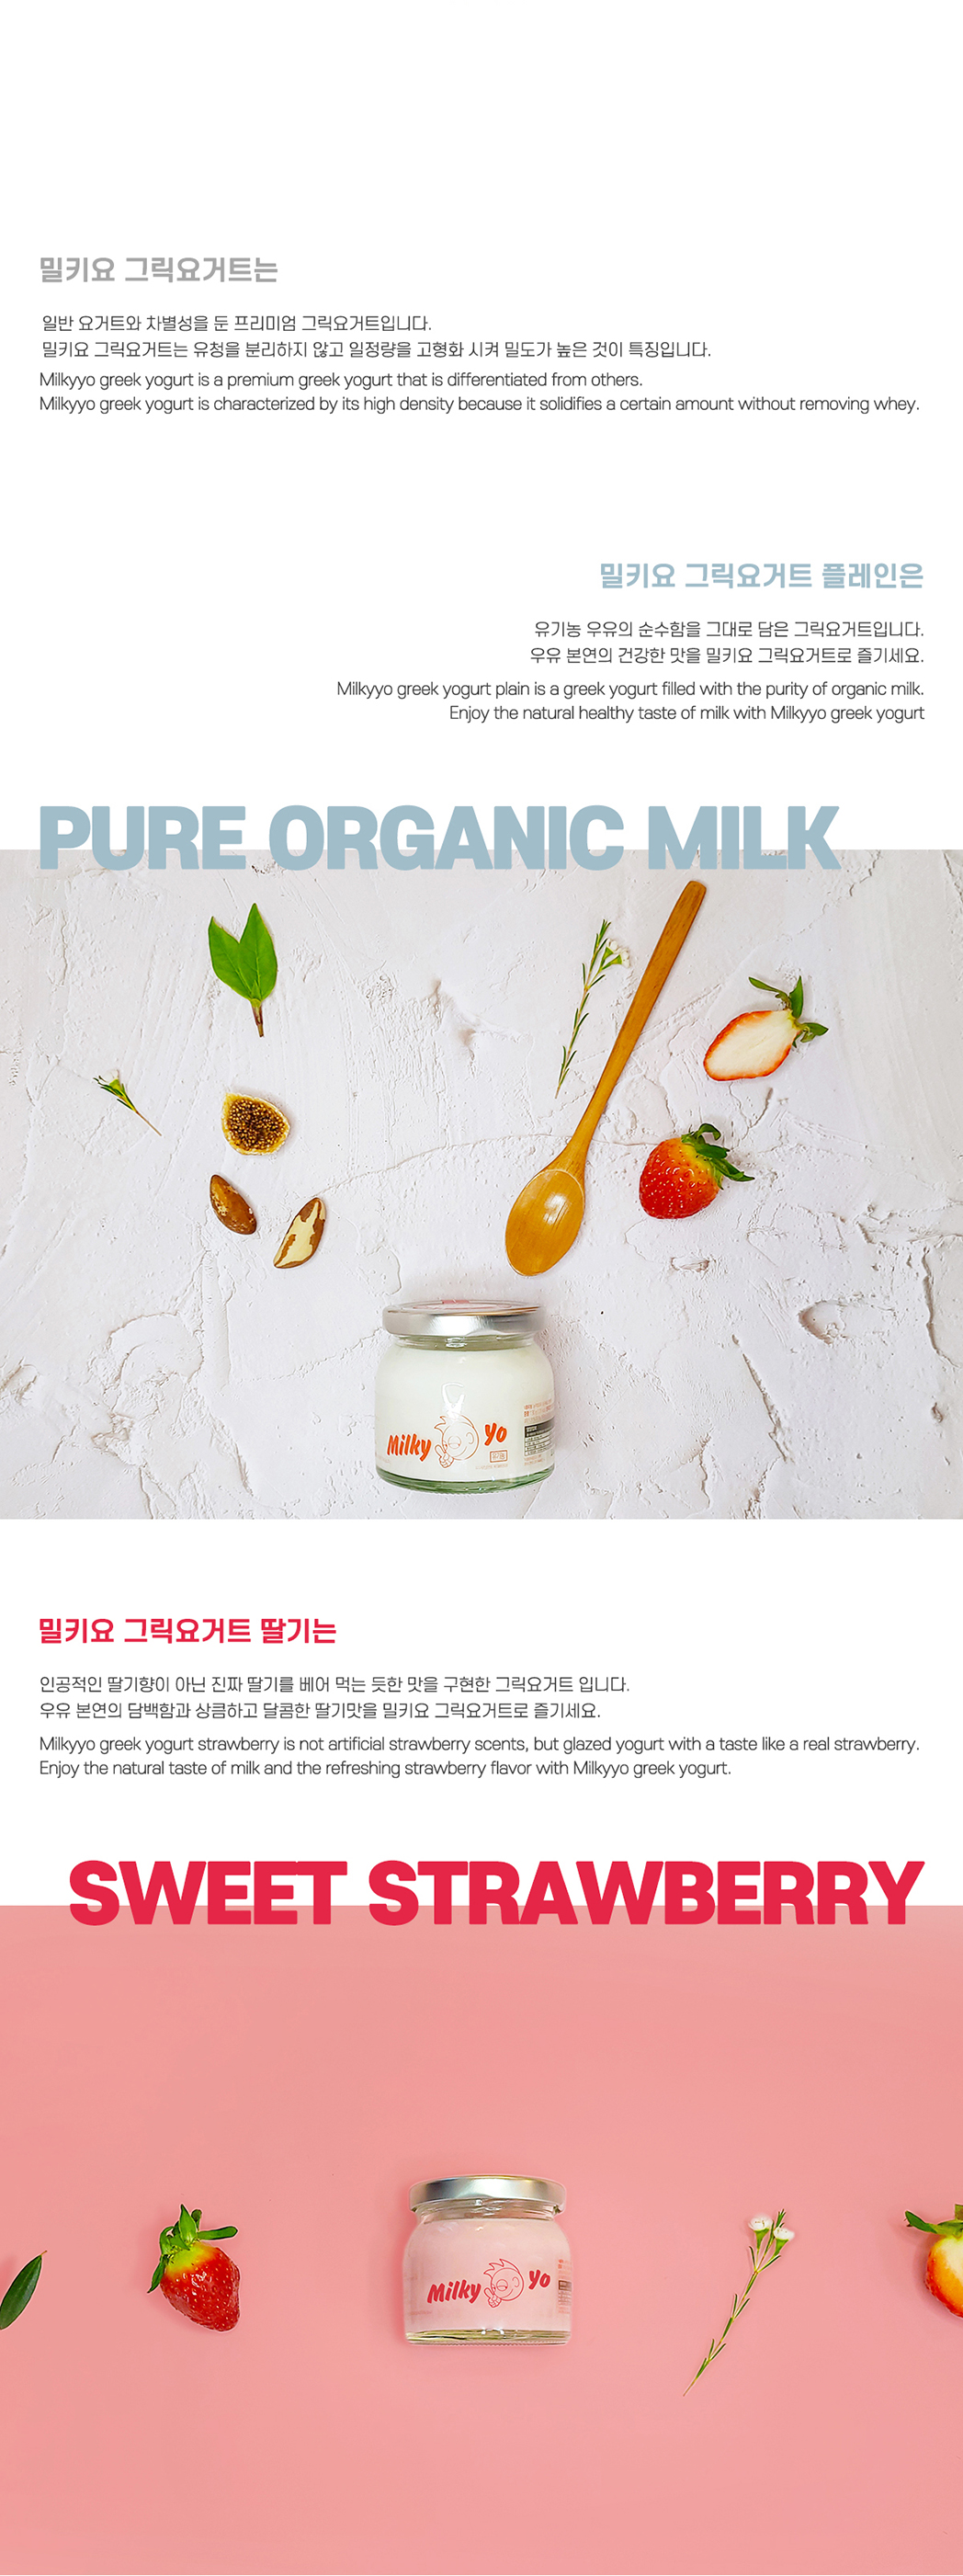 밀키요 그릭요거트는
일반 요거트와 차별성을 둔 프리미엄 그릭요거트입니다.
밀키요 그릭요거트는 유청을 분리하지 않고 일정량을 고형화 시켜 밀도가 높은 것이 특징입니다.
Milkyyo greek yogurt is a premium greek yogurt that is differentiated from others.
Milkyyo greek yogurt is characterized by its high density because it solidifies a certain amount without removing whey.
밀키요 그릭요거트 플레인은
유기농 우유의 순수함을 그대로 담은 그릭요거트입니다.
우유 본연의 건강한 맛을 밀키요 그릭요거트로 즐기세요.
Milkyyo greek yogurt plain is a greek yogurt filled with the purity of organic milk.
Enjoy the natural healthy taste of milk with Milkyyo greek yogurt
PURE ORGANIC MILK
Milky Yo
밀키요 그릭요거트 딸기는
인공적인 딸기향이 아닌 진짜 딸기를 베어 먹는 듯한 맛을 구현한 그릭요거트 입니다.
우유 본연의 담백함과 상큼하고 달콤한 딸기맛을 밀키요 그릭요거트로 즐기세요.
Milkyyo greek yogurt strawberry is not artificial strawberry scents, but glazed yogurt with a taste like a real strawberry.
Enjoy the natural taste of milk and the refreshing strawberry flavor with Milkyyo greek yogurt.
SWEET STRAWBERRY
Milky Yo